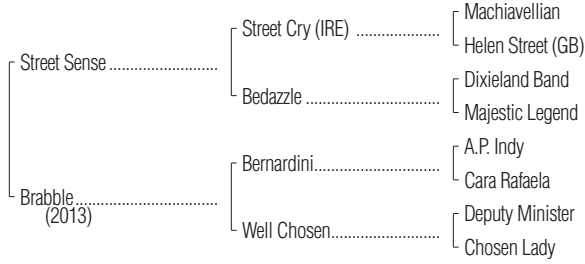 Machiavellian
Street Cry (IRE) ..................
Helen Street (GB)
Street Sense ........................
Dixieland Band
Bedazzle .............................
Majestic Legend
A.P. Indy
Bernardini...........................
Cara Rafaela
Brabble...............................
(2013)
Deputy Minister
Well Chosen........................
Chosen Lady